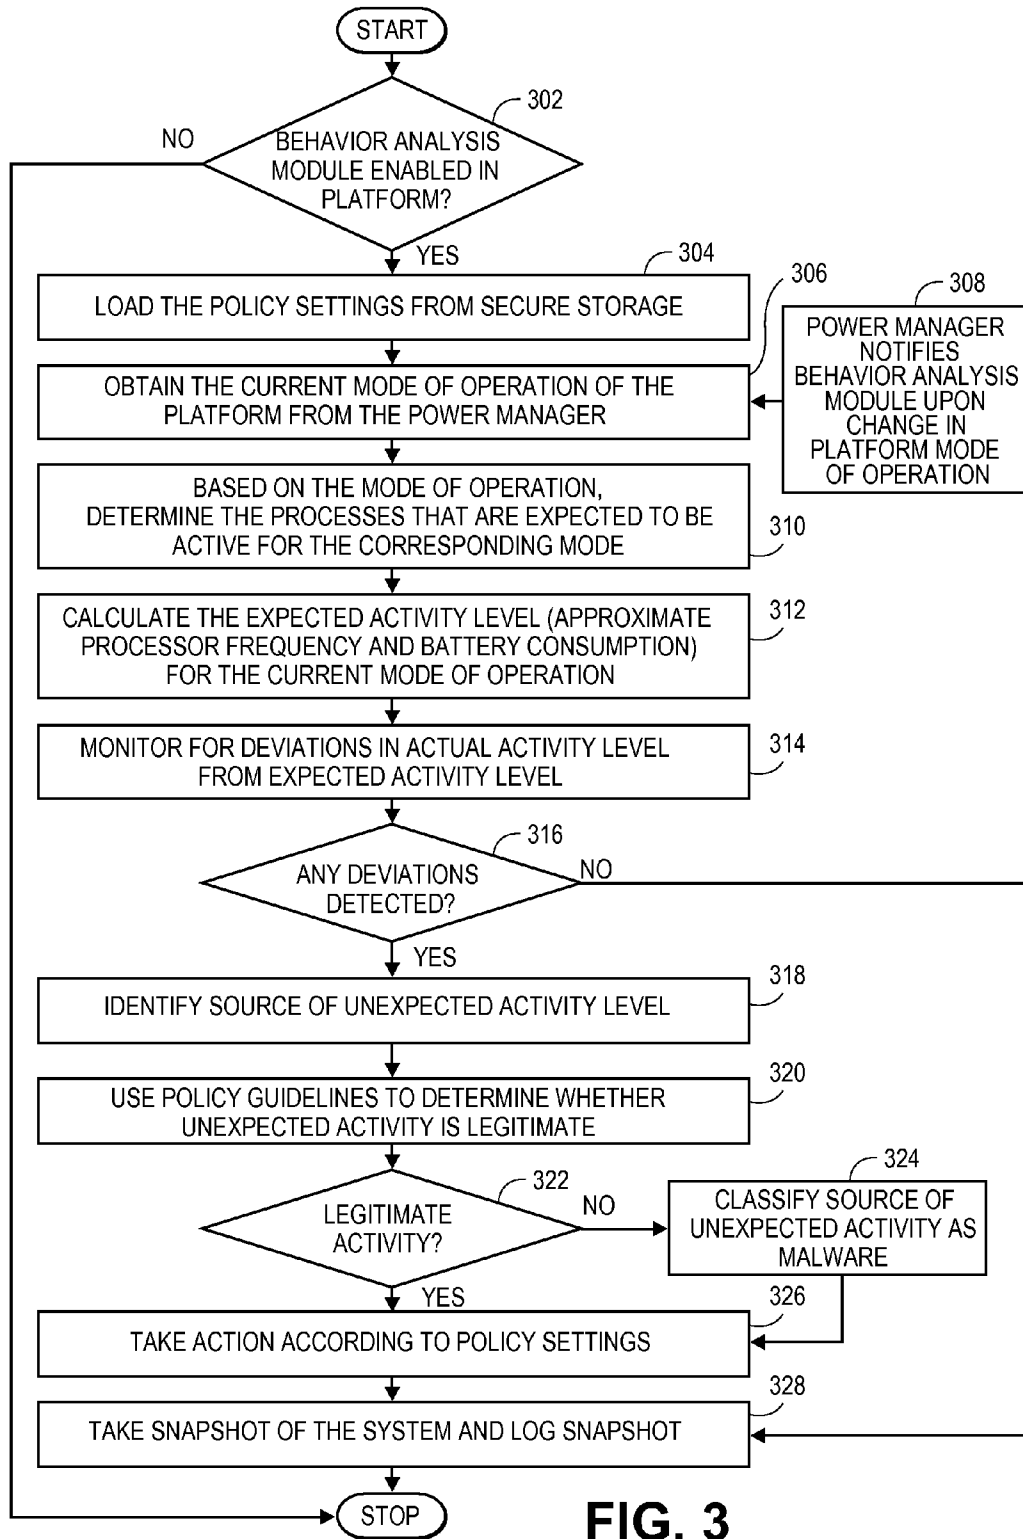 START
302
NO
BEHAVIOR ANALYSIS
MODULE ENABLED IN
PLATFORM?
YES
304
LOAD THE POLICY SETTINGS FROM SECURE STORAGE
306
308
POWER MANAGER
NOTIFIES
BEHAVIOR ANALYSIS
MODULE UPON
CHANGE IN
PLATFORM MODE
OF OPERATION
OBTAIN THE CURRENT MODE OF OPERATION OF THE
PLATFORM FROM THE POWER MANAGER
BASED ON THE MODE OF OPERATION,
DETERMINE THE PROCESSES THAT ARE EXPECTED TO BE
ACTIVE FOR THE CORRESPONDING MODE
310
CALCULATE THE EXPECTED ACTIVITY LEVEL (APPROXIMATE
PROCESSOR FREQUENCY AND BATTERY CONSUMPTION)
FOR THE CURRENT MODE OF OPERATION
312
MONITOR FOR DEVIATIONS IN ACTUAL ACTIVITY LEVEL
FROM EXPECTED ACTIVITY LEVEL
314
316
ANY DEVIATIONS
DETECTED?
NO
YES
318
IDENTIFY SOURCE OF UNEXPECTED ACTIVITY LEVEL
320
USE POLICY GUIDELINES TO DETERMINE WHETHER
UNEXPECTED ACTIVITY IS LEGITIMATE
322
LEGITIMATE
ACTIVITY?
NO
324
CLASSIFY SOURCE OF
UNEXPECTED ACTIVITY AS
MALWARE
YES
326
TAKE ACTION ACCORDING TO POLICY SETTINGS
328
TAKE SNAPSHOT OF THE SYSTEM AND LOG SNAPSHOT
STOP
FIG. 3